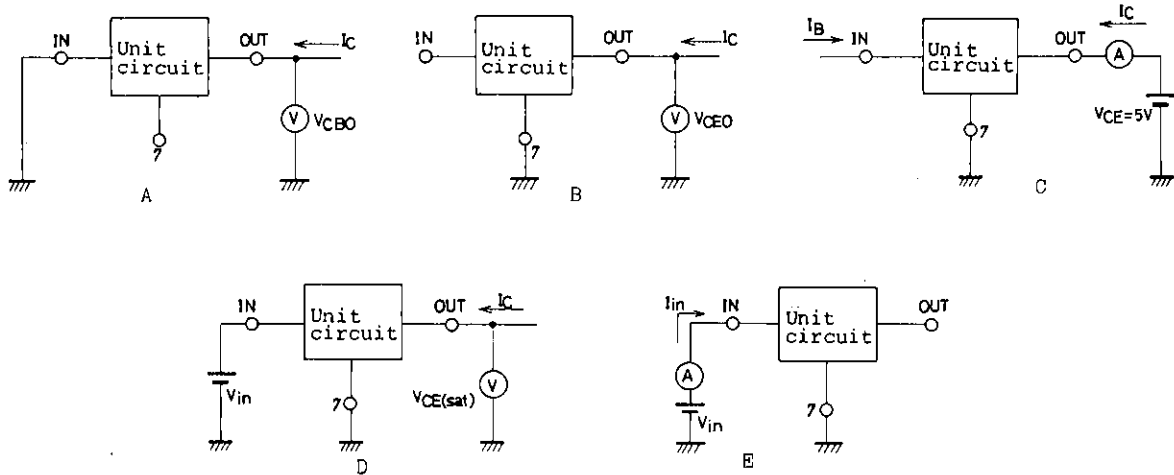 IN
Unit
circuit
OUT
IC
V
VCBO
7
A
IN
Unit
circuit
OUT
IC
V
VCEO
7
B
IB
IN
Unit
circuit
OUT
IC
A
VCE=5V
7
C
IN
Unit
circuit
OUT
IC
Vin
7
VCE(sat)
V
D
Iin
IN
Unit
circuit
OUT
A
Vin
7
E